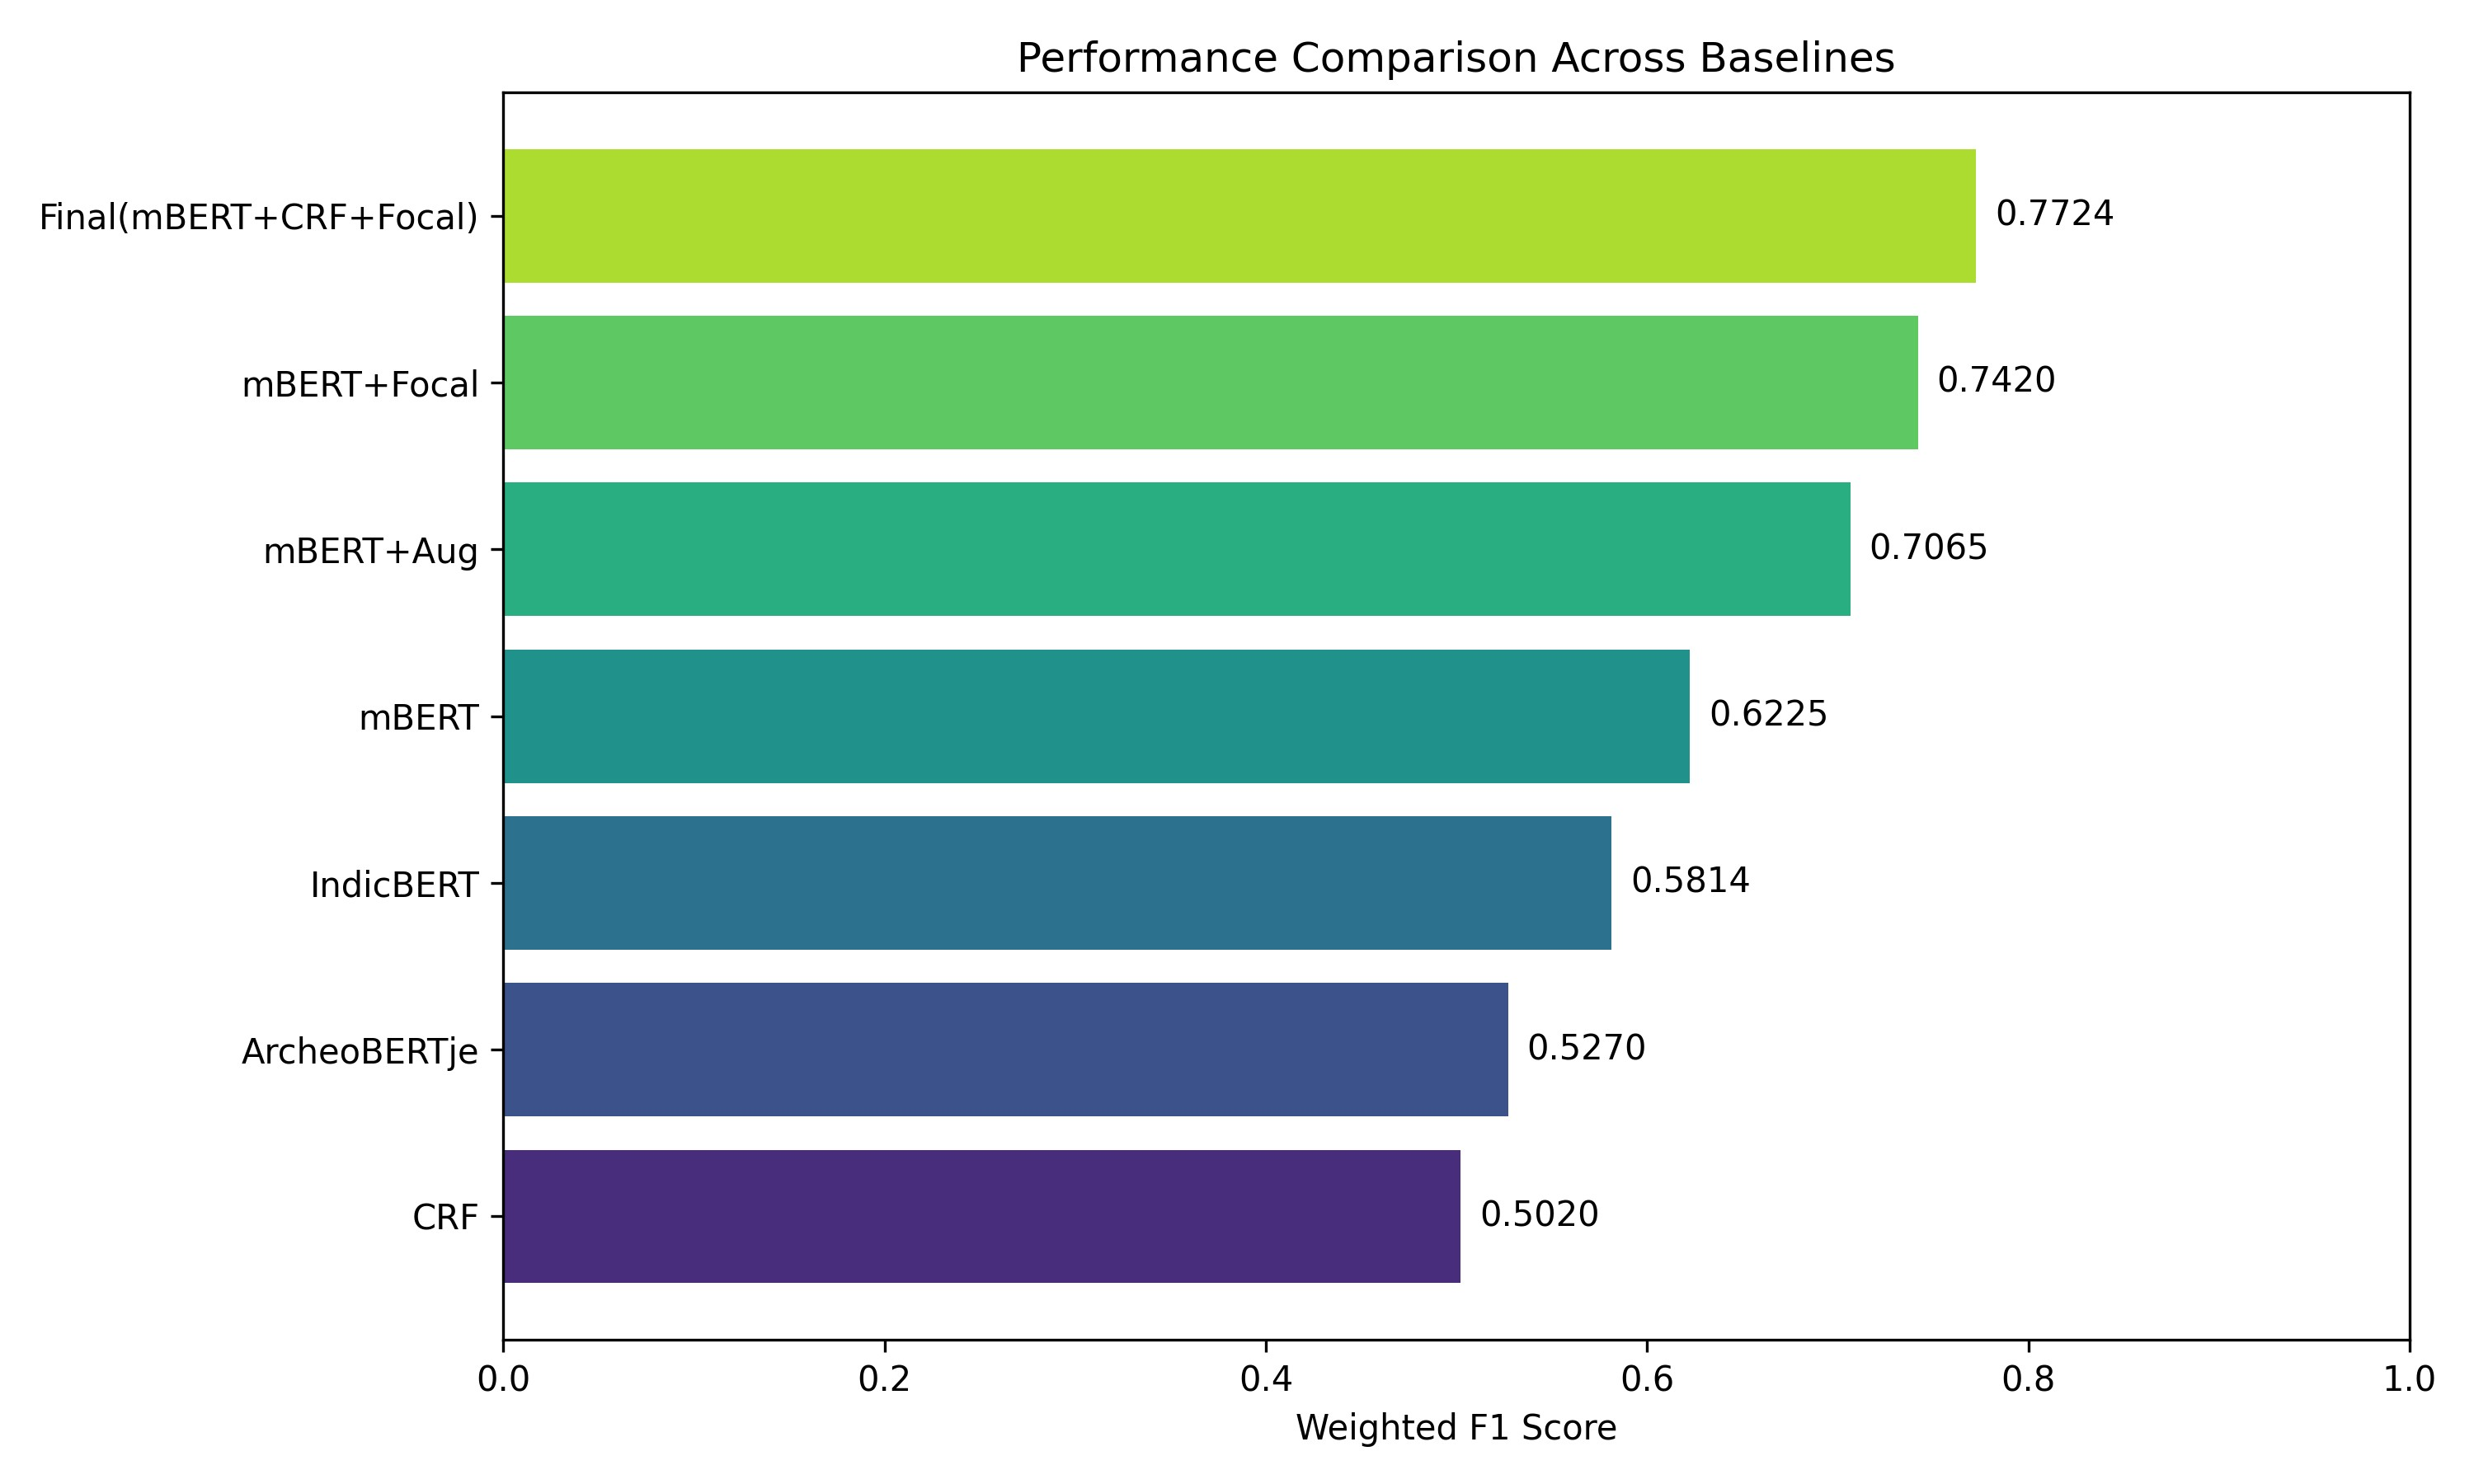 Performance Comparison Across Baselines
Final(mBERT+CRF+Focal) 0.7724
mBERT+Focal 0.7420
mBERT+Aug 0.7065
mBERT 0.6225
IndicBERT 0.5814
ArcheoBERTje 0.5270
CRF 0.5020
0.0 0.2 0.4 0.6 0.8 1.0
Weighted F1 Score